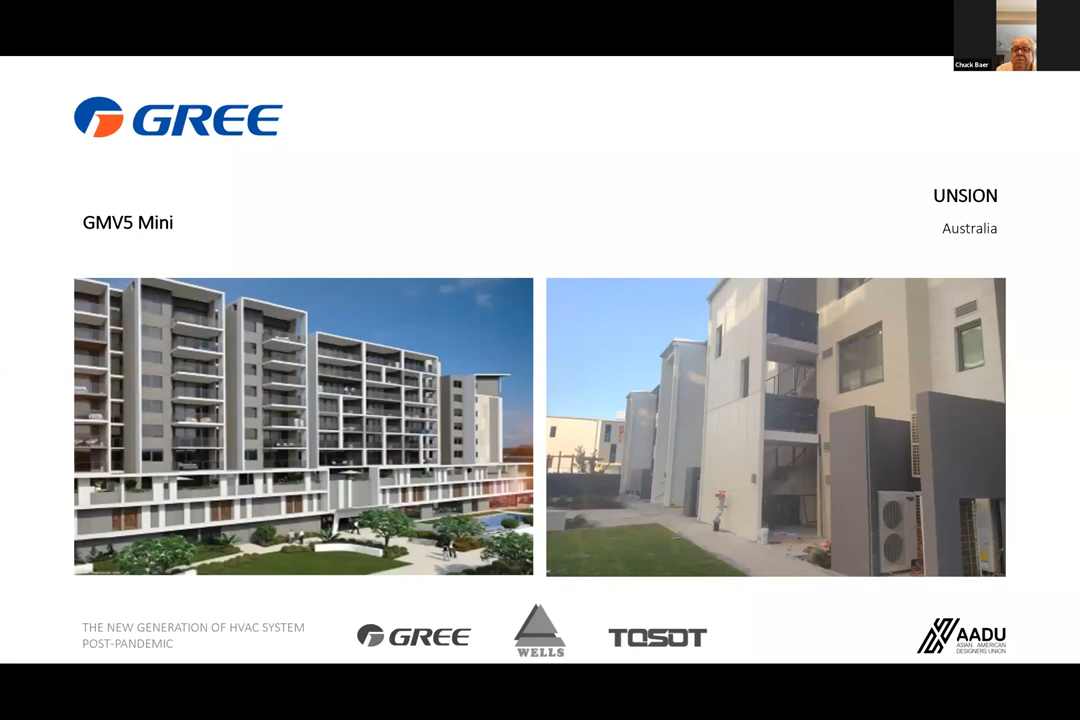 Chuck Baer
GREE
UNSION
GMV5 Mini
Australia
THE NEW GENERATION OF HVAC SYSTEM
POST-PANDEMIC
GREE
WELLS
TOSOT
AADU
ASIAN AMERICAN
DESIGNERS UNION